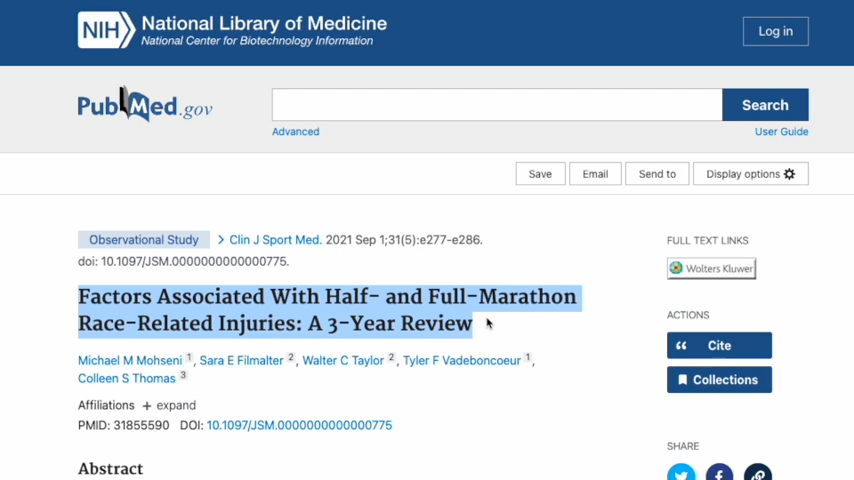 NIH National Library of Medicine
National Center for Biotechnology Information
Log in
PubMed.gov
Search
Advanced
User Guide
Save
Email
Send to
Display options
Observational Study
> Clin J Sport Med. 2021 Sep 1;31(5):e277-e286.
doi: 10.1097/JSM.0000000000000775.
Factors Associated With Half- and Full-Marathon
Race-Related Injuries: A 3-Year Review
Michael M Mohseni 1, Sara E Filmalter 2, Walter C Taylor 2, Tyler F Vadeboncoeur 1,
Colleen S Thomas 3
Affiliations + expand
PMID: 31855590 DOI: 10.1097/JSM.0000000000000775
Abstract
FULL TEXT LINKS
Wolters Kluwer
ACTIONS
Cite
Collections
SHARE